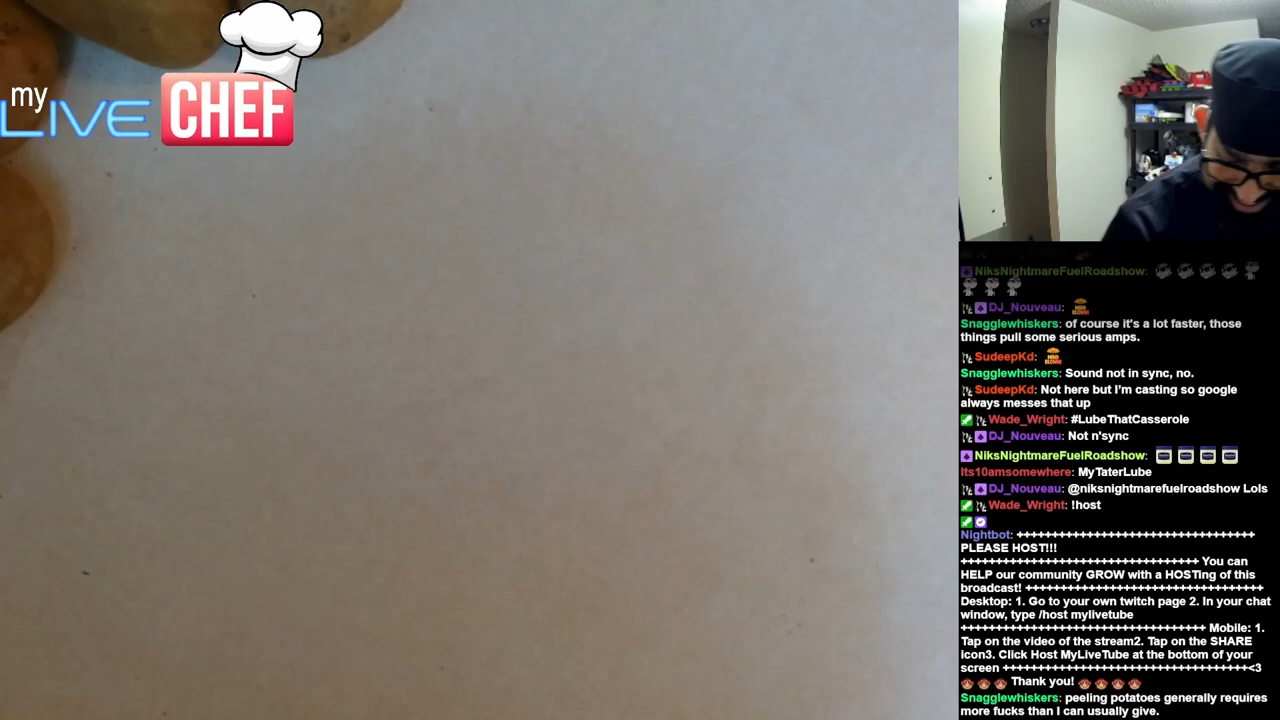 my
LIVE CHEF
NiksNightmareFuelRoadshow:
DJ_Nouveau:
Snagglewhiskers: of course it's a lot faster, those
things pull some serious amps.
SudeepKd:
Snagglewhiskers: Sound not in sync, no.
SudeepKd: Not here but I'm casting so google
always messes that up
Wade_Wright: #LubeThatCasserole
DJ_Nouveau: Not n'sync
NiksNightmareFuelRoadshow:
Its10amsomewhere: MyTaterLube
DJ_Nouveau: @niksnightmarefuelroadshow Lols
Wade_Wright: !host
Nightbot: ++++++++++++++++++++++++++++++++++
PLEASE HOST!!!
++++++++++++++++++++++++++++++++++ You can
HELP our community GROW with a HOSTing of this
broadcast! ++++++++++++++++++++++++++++++++++
Desktop: 1. Go to your own twitch page 2. In your chat
window, type /host mylivetube
+++++++++++++++++++++++++++++++++++ Mobile: 1.
Tap on the video of the stream2. Tap on the SHARE
icon3. Click Host MyLiveTube at the bottom of your
screen +++++++++++++++++++++++++++++++++++<3
Thank you!
Snagglewhiskers: peeling potatoes generally requires
more fucks than I can usually give.